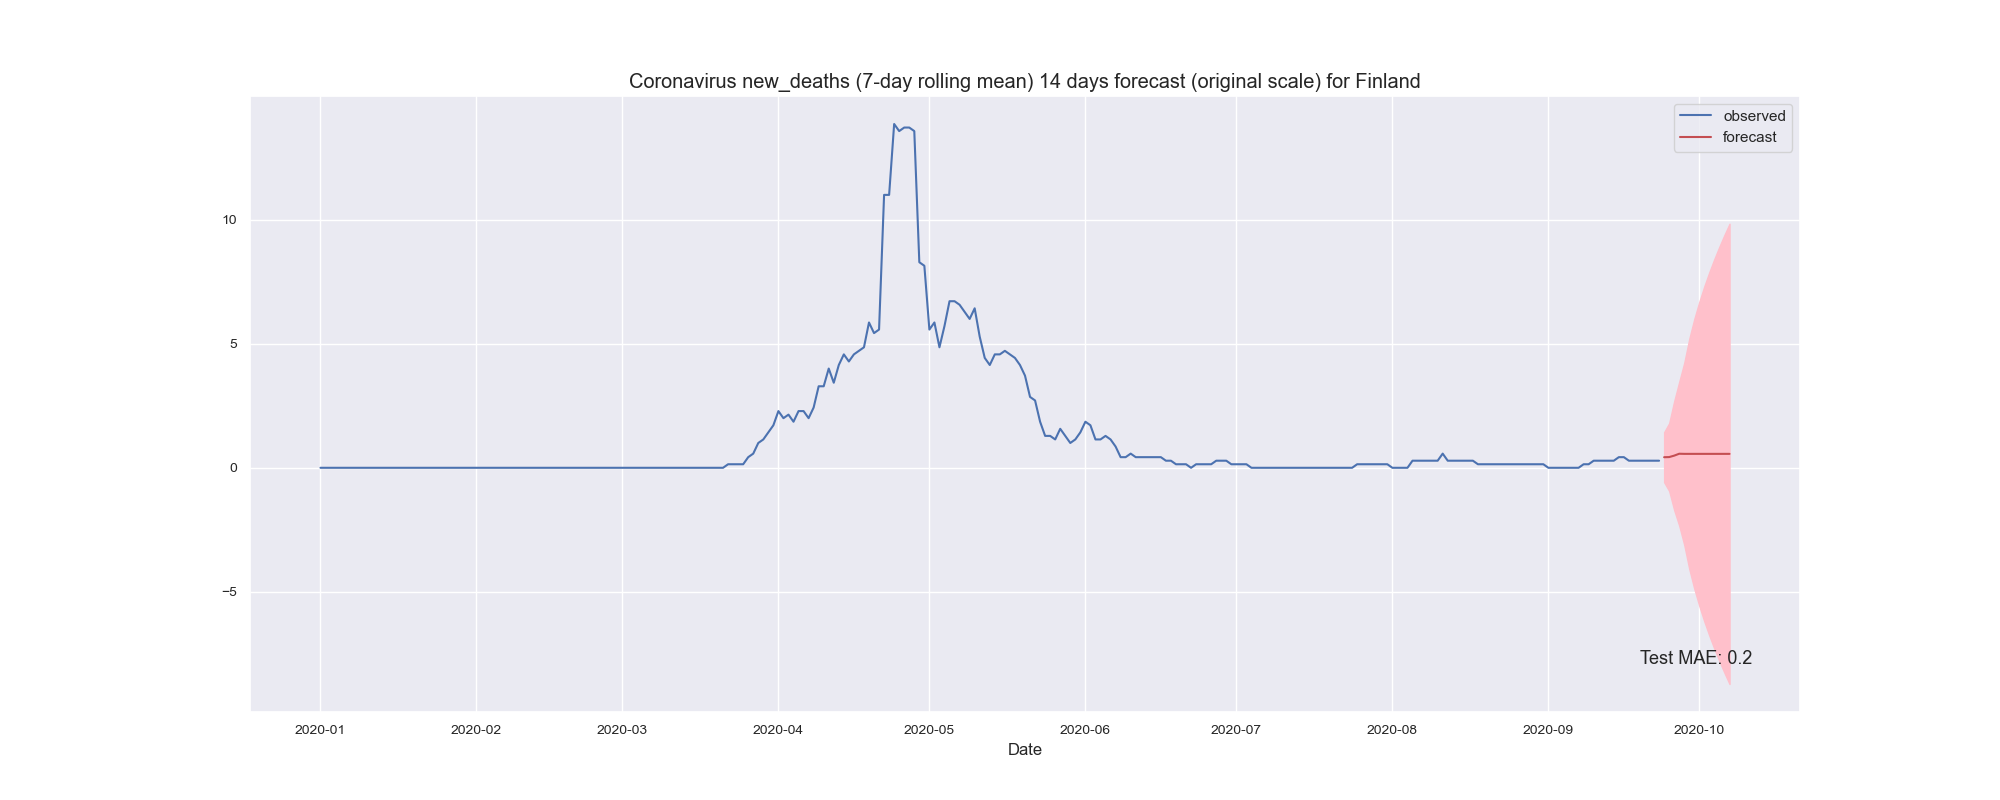 Coronavirus new_deaths (7-day rolling mean) 14 days forecast (original scale) for Finland
observed
forecast
10
5
0
−5
Test MAE: 0.2
2020-01 2020-02 2020-03 2020-04 2020-05 2020-06 2020-07 2020-08 2020-09 2020-10
Date